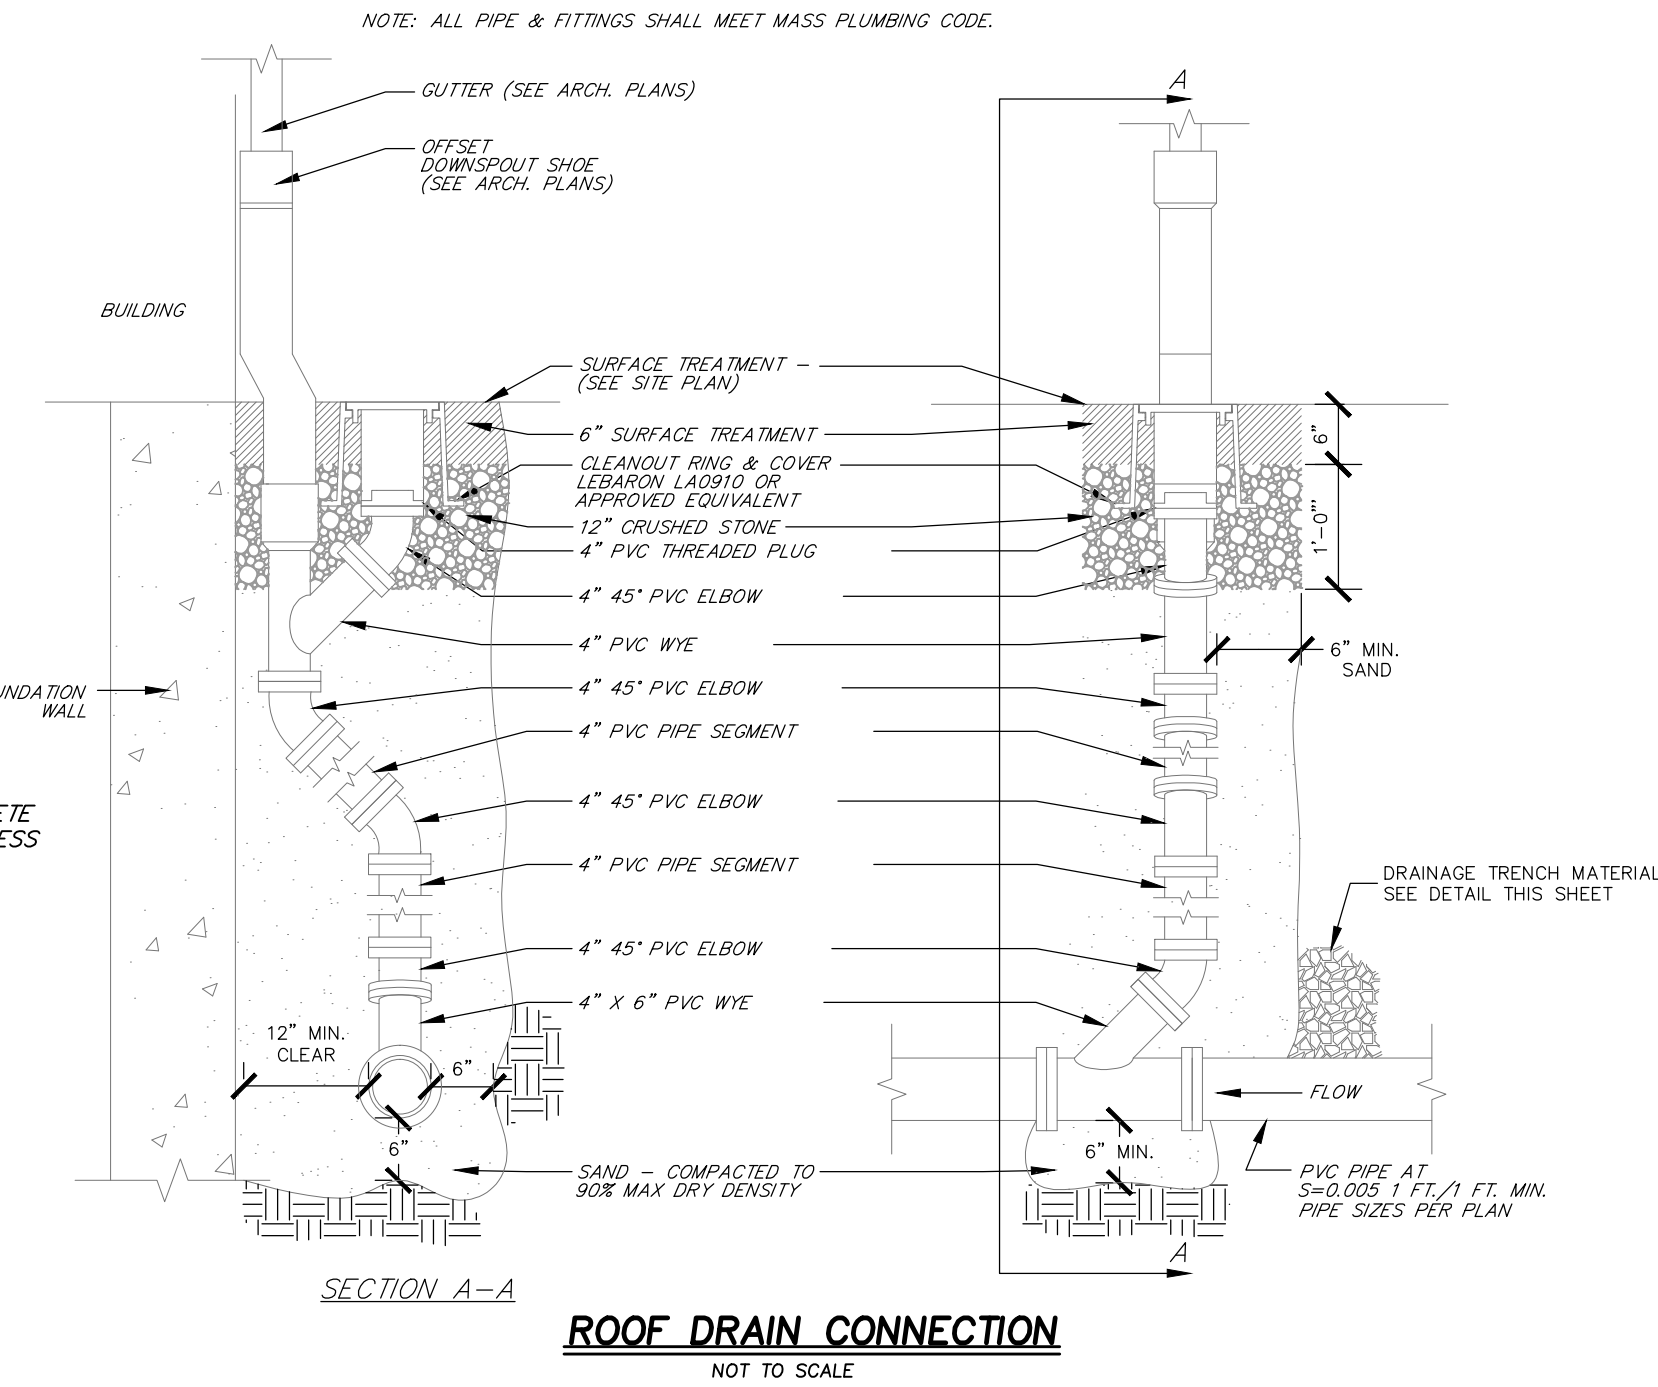 NOTE: ALL PIPE & FITTINGS SHALL MEET MASS PLUMBING CODE.
GUTTER (SEE ARCH. PLANS)
OFFSET
DOWNSPOUT SHOE
(SEE ARCH. PLANS)
BUILDING
A
SURFACE TREATMENT –
(SEE SITE PLAN)
6" SURFACE TREATMENT
CLEANOUT RING & COVER
LEBARON LA0910 OR
APPROVED EQUIVALENT
12" CRUSHED STONE
4" PVC THREADED PLUG
4" 45° PVC ELBOW
4" PVC WYE
4" 45° PVC ELBOW
4" PVC PIPE SEGMENT
4" 45° PVC ELBOW
4" PVC PIPE SEGMENT
4" 45° PVC ELBOW
4" X 6" PVC WYE
6"
1'-0""
6" MIN.
SAND
UNDATION
WALL
ETE
ESS
DRAINAGE TRENCH MATERIAL
SEE DETAIL THIS SHEET
12" MIN.
CLEAR
6"
6"
FLOW
6" MIN.
SAND – COMPACTED TO
90% MAX DRY DENSITY
PVC PIPE AT
S=0.005 1 FT./1 FT. MIN.
PIPE SIZES PER PLAN
A
SECTION A-A
ROOF DRAIN CONNECTION
NOT TO SCALE